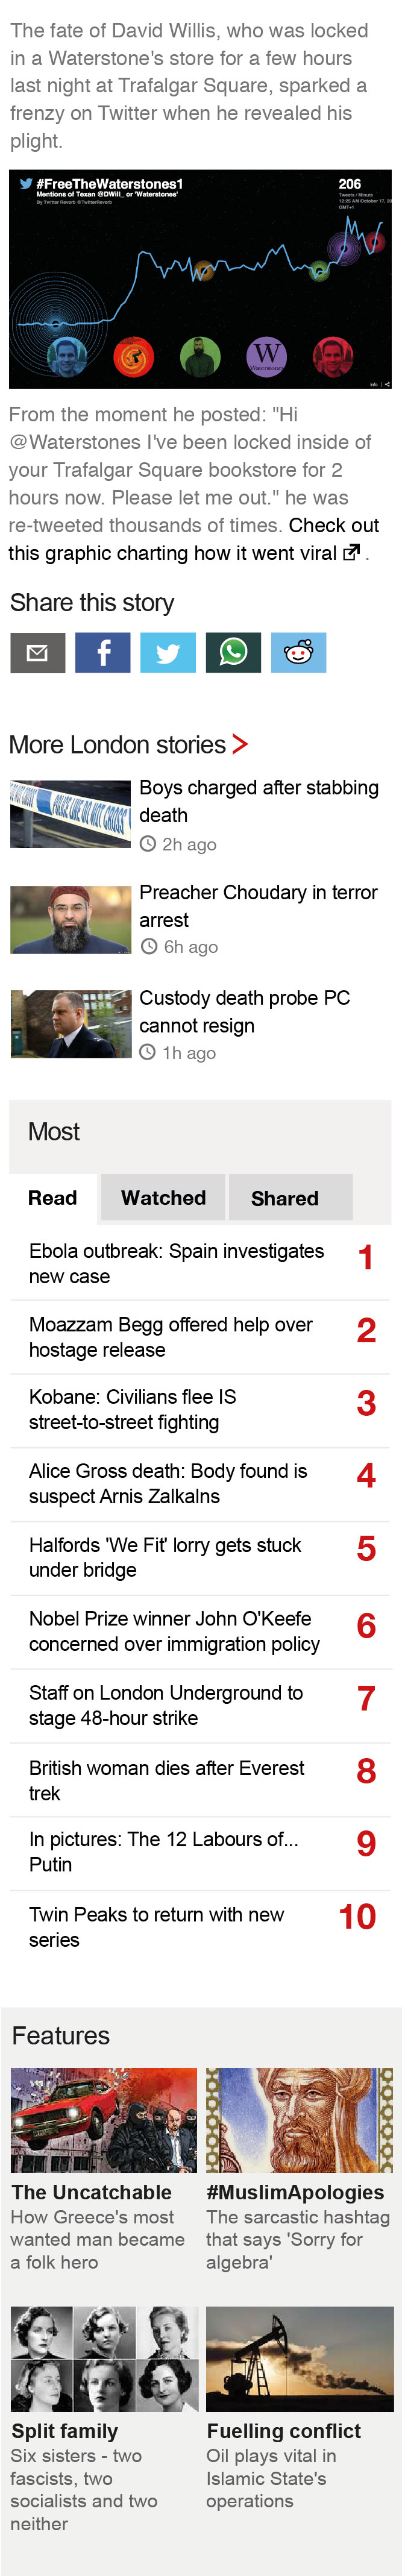 The fate of David Willis, who was locked
in a Waterstone's store for a few hours
last night at Trafalgar Square, sparked a
frenzy on Twitter when he revealed his
plight.
#FreeTheWaterstones1
Mentions of Texan @DWill_ or 'Waterstones'
By Twitter Reverb @TwitterReverb
206
Tweets / Minute
12:20 AM October 17, 20
GMT+1
W
Waterstones
Info
From the moment he posted: "Hi
@Waterstones I've been locked inside of
your Trafalgar Square bookstore for 2
hours now. Please let me out." he was
re-tweeted thousands of times. Check out
this graphic charting how it went viral .
Share this story
More London stories
POLICE LINE DO NOT CROSS
Boys charged after stabbing
death
2h ago
Preacher Choudary in terror
arrest
6h ago
Custody death probe PC
cannot resign
1h ago
Most
Read Watched Shared
Ebola outbreak: Spain investigates
new case
1
Moazzam Begg offered help over
hostage release
2
Kobane: Civilians flee IS
street-to-street fighting
3
Alice Gross death: Body found is
suspect Arnis Zalkalns
4
Halfords 'We Fit' lorry gets stuck
under bridge
5
Nobel Prize winner John O'Keefe
concerned over immigration policy
6
Staff on London Underground to
stage 48-hour strike
7
British woman dies after Everest
trek
8
In pictures: The 12 Labours of...
Putin
9
Twin Peaks to return with new
series
10
Features
The Uncatchable
How Greece's most
wanted man became
a folk hero
#MuslimApologies
The sarcastic hashtag
that says 'Sorry for
algebra'
Split family
Six sisters - two
fascists, two
socialists and two
neither
Fuelling conflict
Oil plays vital in
Islamic State's
operations